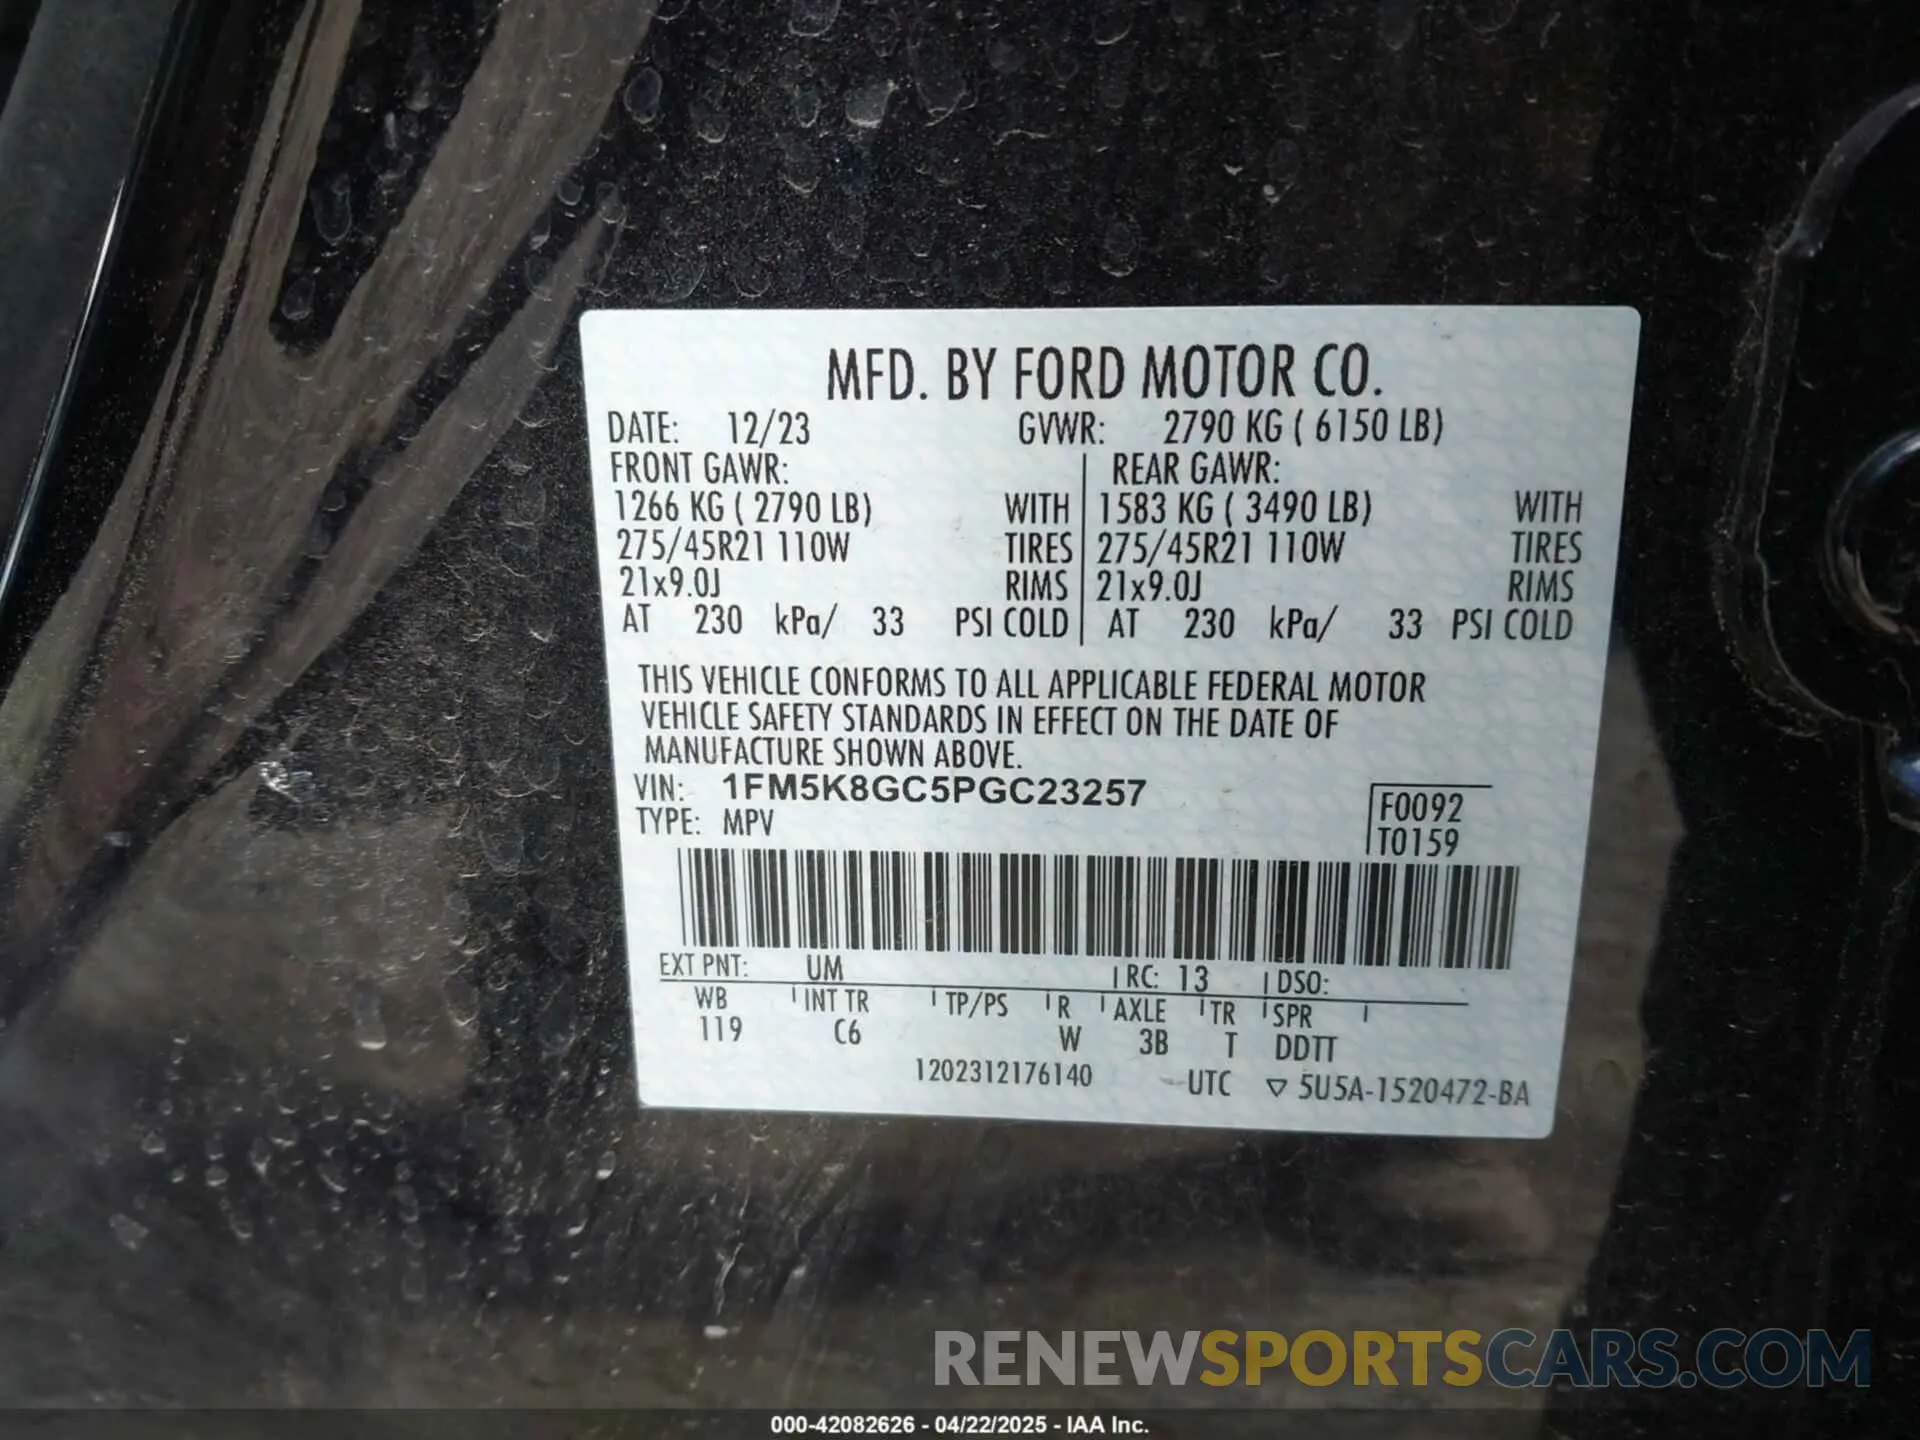 MFD. BY FORD MOTOR CO.
DATE: 12/23 GVWR: 2790 KG ( 6150 LB)
FRONT GAWR: REAR GAWR:
1266 KG ( 2790 LB) WITH 1583 KG ( 3490 LB) WITH
275/45R21 110W TIRES 275/45R21 110W TIRES
21x9.0J RIMS 21x9.0J RIMS
AT 230 kPa/ 33 PSI COLD AT 230 kPa/ 33 PSI COLD
THIS VEHICLE CONFORMS TO ALL APPLICABLE FEDERAL MOTOR
VEHICLE SAFETY STANDARDS IN EFFECT ON THE DATE OF
MANUFACTURE SHOWN ABOVE.
VIN: 1FM5K8GC5PGC23257
TYPE: MPV
F0092
T0159
EXT PNT: UM RC: 13 DSO:
WB INT TR TP/PS R AXLE TR SPR
119 C6 W 3B T DDTT
1202312176140 UTC ▽ 5U5A-1520472-BA
RENEWSPORTSCARS.COM
000-42082626 - 04/22/2025 - IAA Inc.